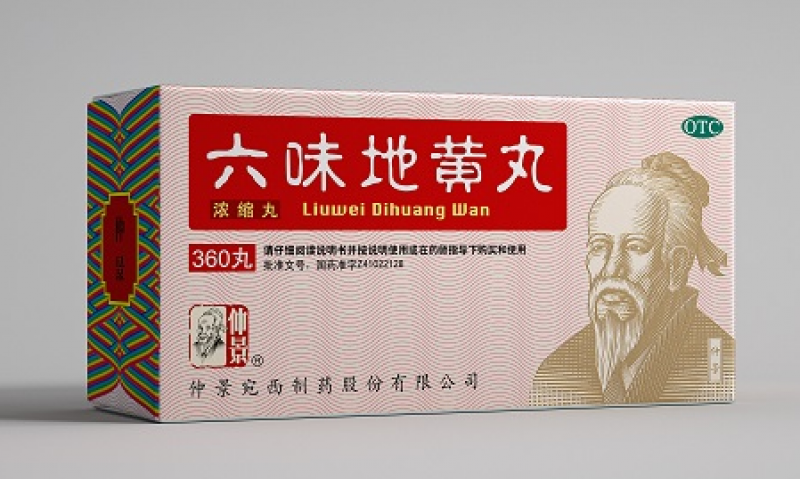 OTC
六味地黄丸
浓缩丸 Liuwei Dihuang Wan
360丸
请仔细阅读说明书并按说明使用或在药师指导下购买和使用
批准文号：国药准字Z41022128
仲景®
仲景宛西制药股份有限公司
仲景